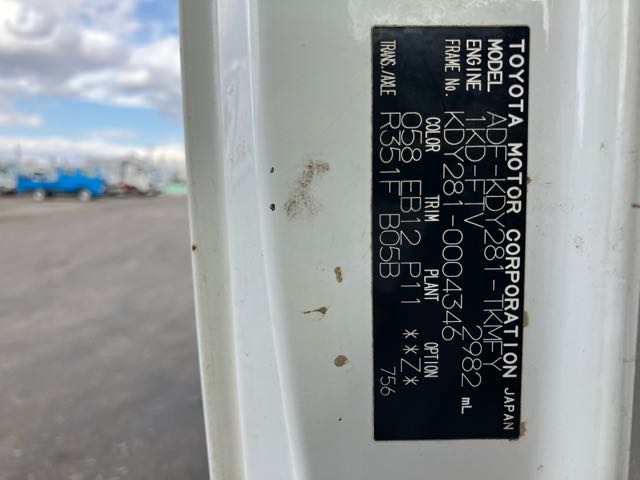 TOYOTA MOTOR CORPORATION JAPAN
MODEL ADF-KDY281-TKMFY
ENGINE 1KD-FTV 2982 mL
FRAME No. KDY281-0004346
COLOR TRIM PLANT OPTION
058 FB12 P11 **Z*
TRANS./AXLE R351F B05B 756